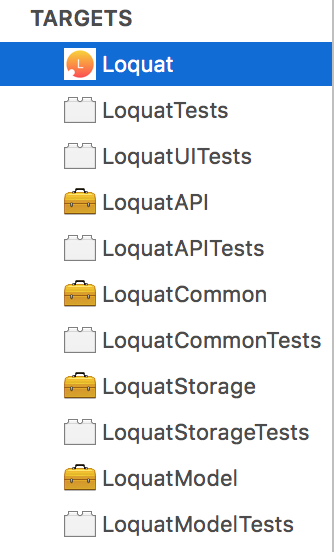 TARGETS
L Loquat
LoquatTests
LoquatUITests
LoquatAPI
LoquatAPITests
LoquatCommon
LoquatCommonTests
LoquatStorage
LoquatStorageTests
LoquatModel
LoquatModelTests